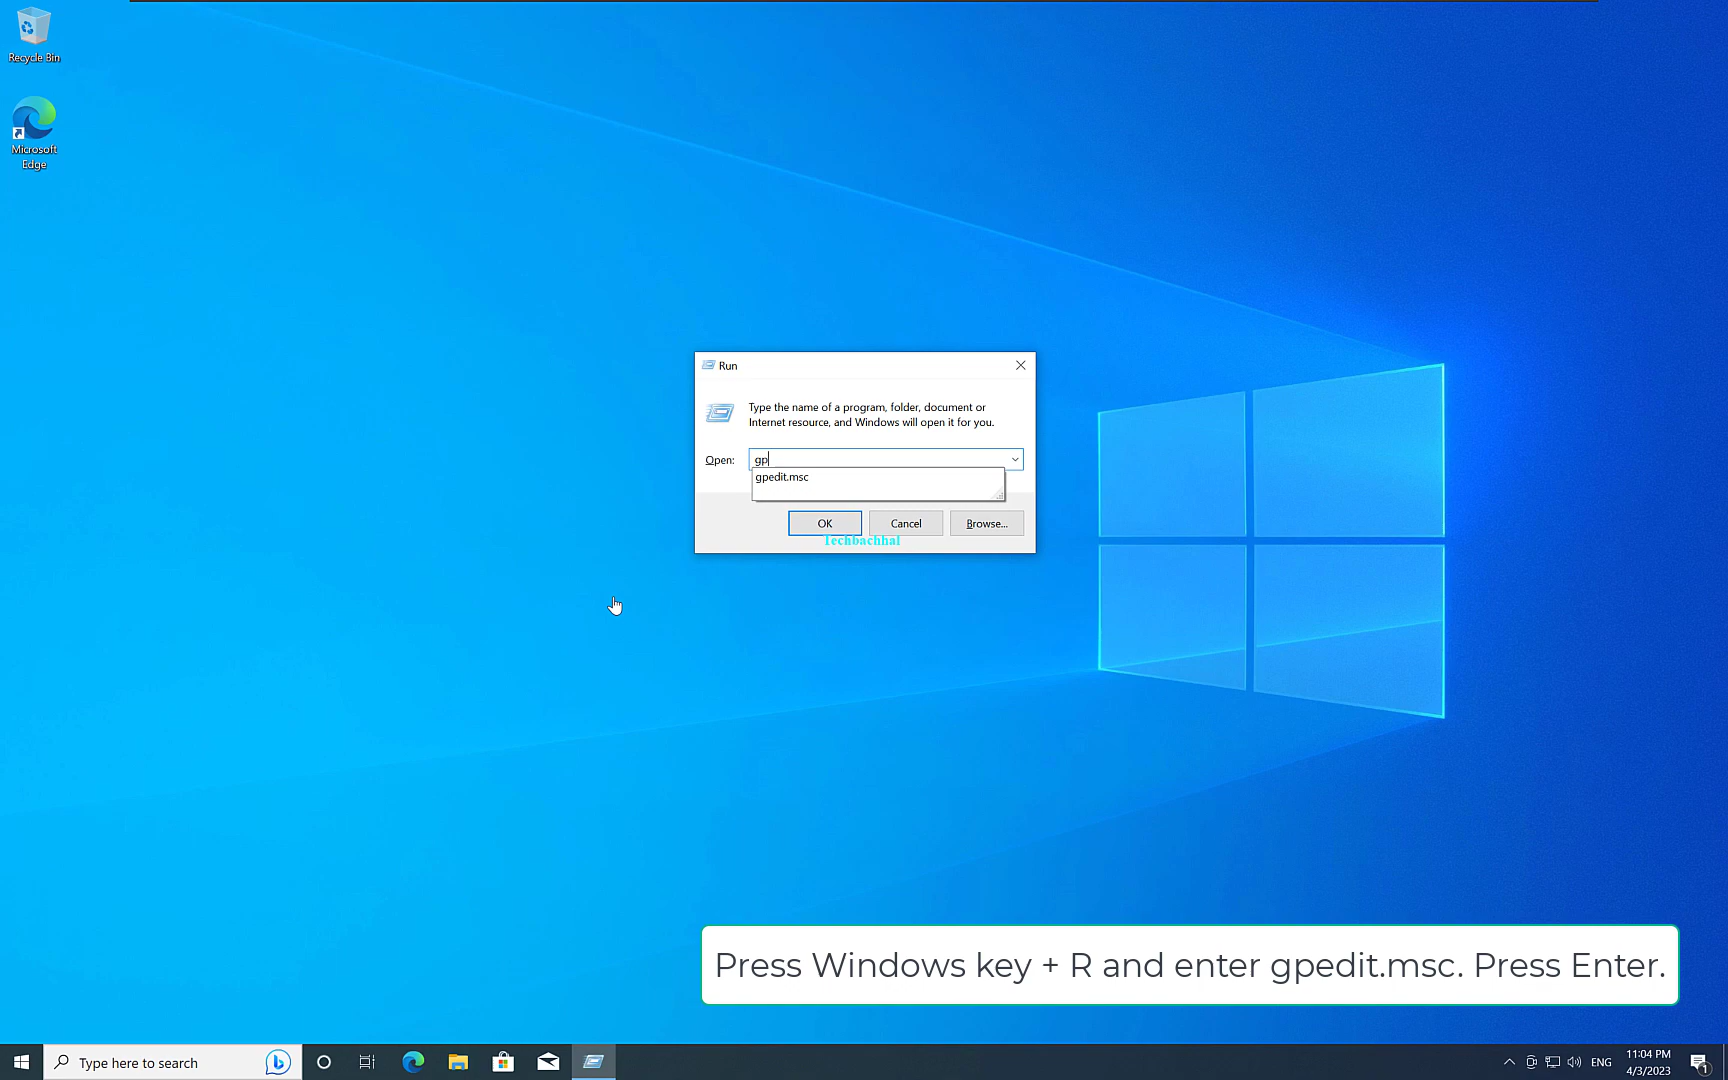 Recycle Bin
Microsoft
Edge
Run
Type the name of a program, folder, document or
Internet resource, and Windows will open it for you.
Open: gp
gpedit.msc
OK Cancel Browse...
Techbachhal
Press Windows key + R and enter gpedit.msc. Press Enter.
Type here to search
ENG
11:04 PM
4/3/2023
1